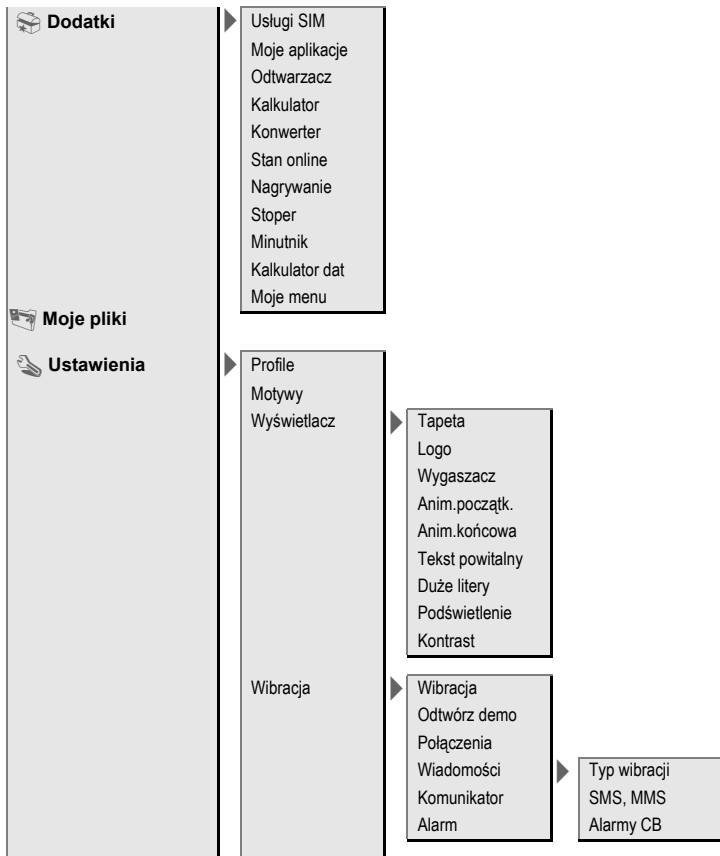 Dodatki
Usługi SIM
Moje aplikacje
Odtwarzacz
Kalkulator
Konwerter
Stan online
Nagrywanie
Stoper
Minutnik
Kalkulator dat
Moje menu
Moje pliki
Ustawienia
Profile
Motywy
Wyświetlacz
Tapeta
Logo
Wygaszacz
Anim.początk.
Anim.końcowa
Tekst powitalny
Duże litery
Podświetlenie
Kontrast
Wibracja
Wibracja
Odtwórz demo
Połączenia
Wiadomości
Typ wibracji
SMS, MMS
Alarmy CB
Komunikator
Alarm